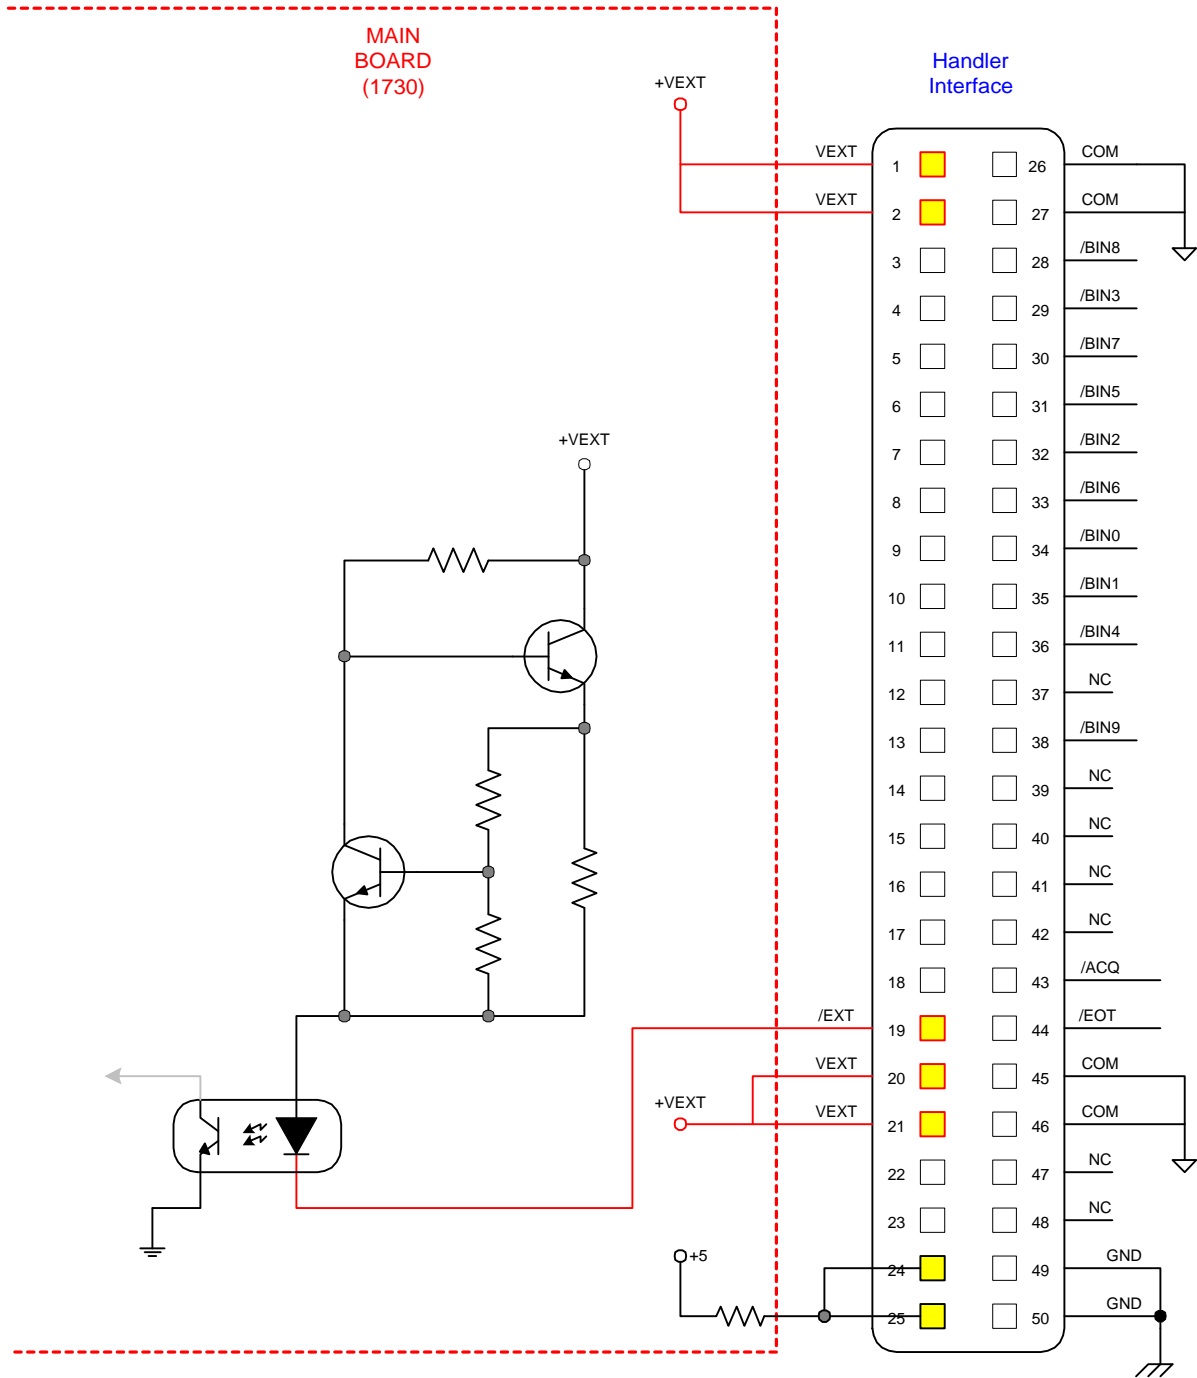 MAIN
BOARD
(1730)
Handler
Interface
+VEXT
VEXT 1 26 COM
VEXT 2 27 COM
3 28 /BIN8
4 29 /BIN3
5 30 /BIN7
6 31 /BIN5
+VEXT
7 32 /BIN2
8 33 /BIN6
9 34 /BIN0
10 35 /BIN1
11 36 /BIN4
12 37 NC
13 38 /BIN9
14 39 NC
15 40 NC
16 41 NC
17 42 NC
18 43 /ACQ
/EXT 19 44 /EOT
VEXT 20 45 COM
+VEXT
VEXT 21 46 COM
22 47 NC
23 48 NC
+5
24 49 GND
25 50 GND